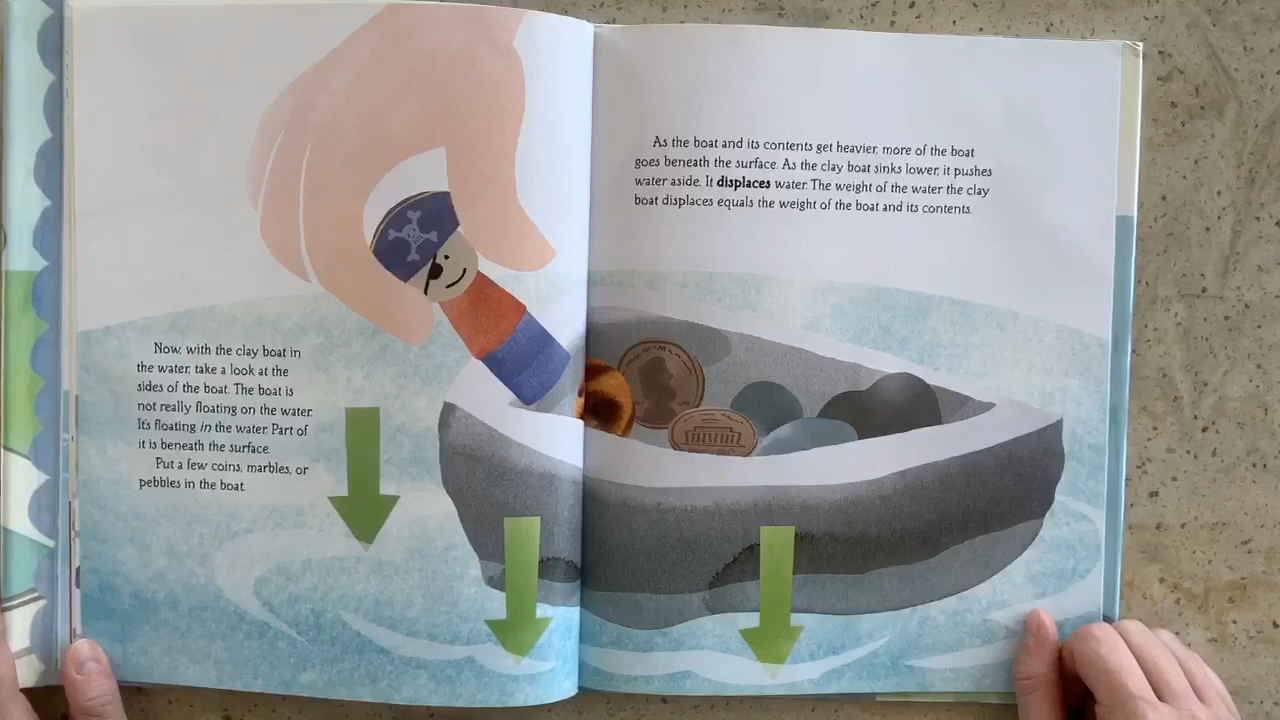 Now, with the clay boat in
the water, take a look at the
sides of the boat. The boat is
not really floating on the water.
It's floating in the water. Part of
it is beneath the surface.
Put a few coins, marbles, or
pebbles in the boat.
As the boat and its contents get heavier, more of the boat
goes beneath the surface. As the clay boat sinks lower, it pushes
water aside. It displaces water. The weight of the water the clay
boat displaces equals the weight of the boat and its contents.